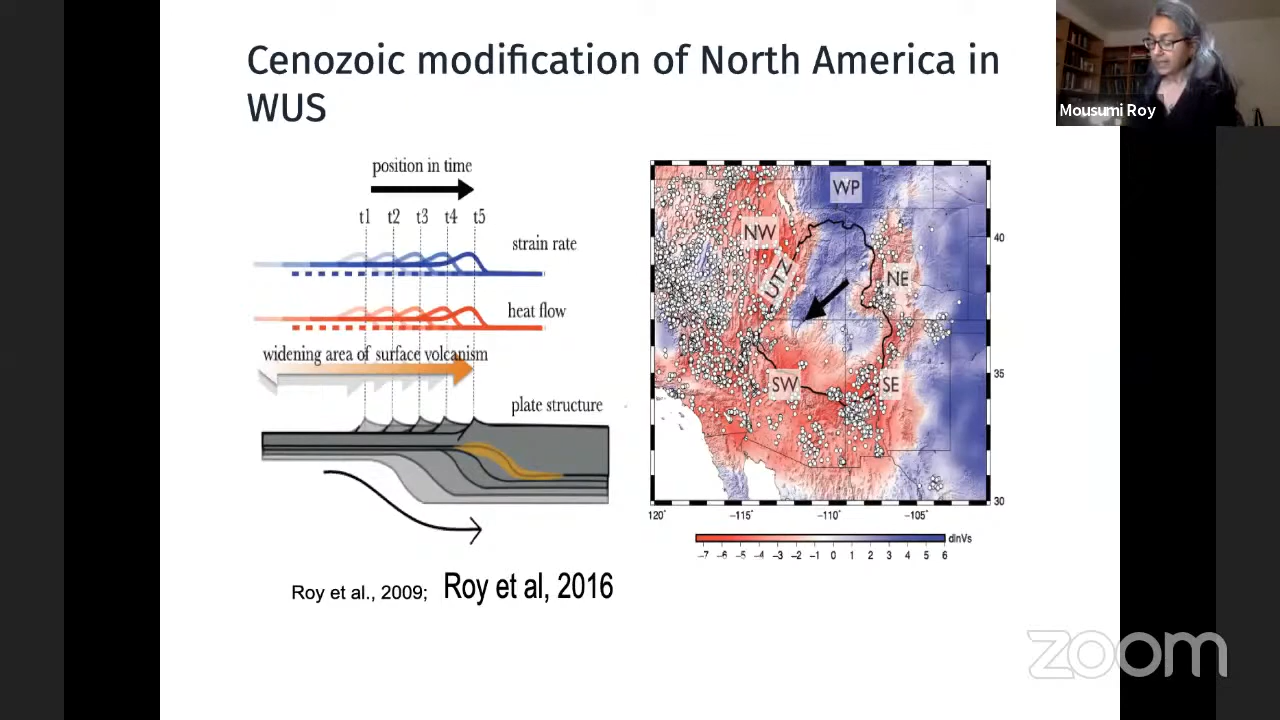 Cenozoic modification of North America in
WUS
Mousumi Roy
position in time
t1 t2 t3 t4 t5
strain rate
heat flow
widening area of surface volcanism
plate structure
WP
NW
UTZ
NE
SW
SE
40
35
30
120° -115° -110° -105°
dlnVs
-7 -6 -5 -4 -3 -2 -1 0 1 2 3 4 5 6
Roy et al., 2009; Roy et al, 2016
zoom